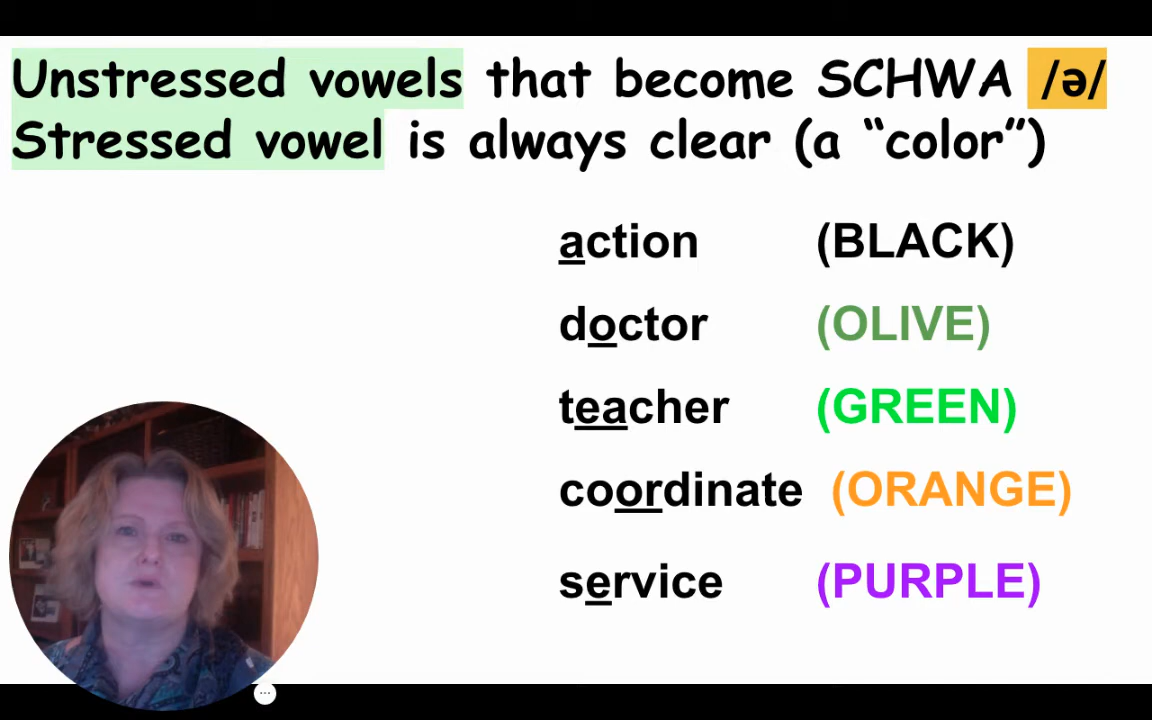 Unstressed vowels that become SCHWA /ə/
Stressed vowel is always clear (a “color”)
action (BLACK)
doctor (OLIVE)
teacher (GREEN)
coordinate (ORANGE)
service (PURPLE)